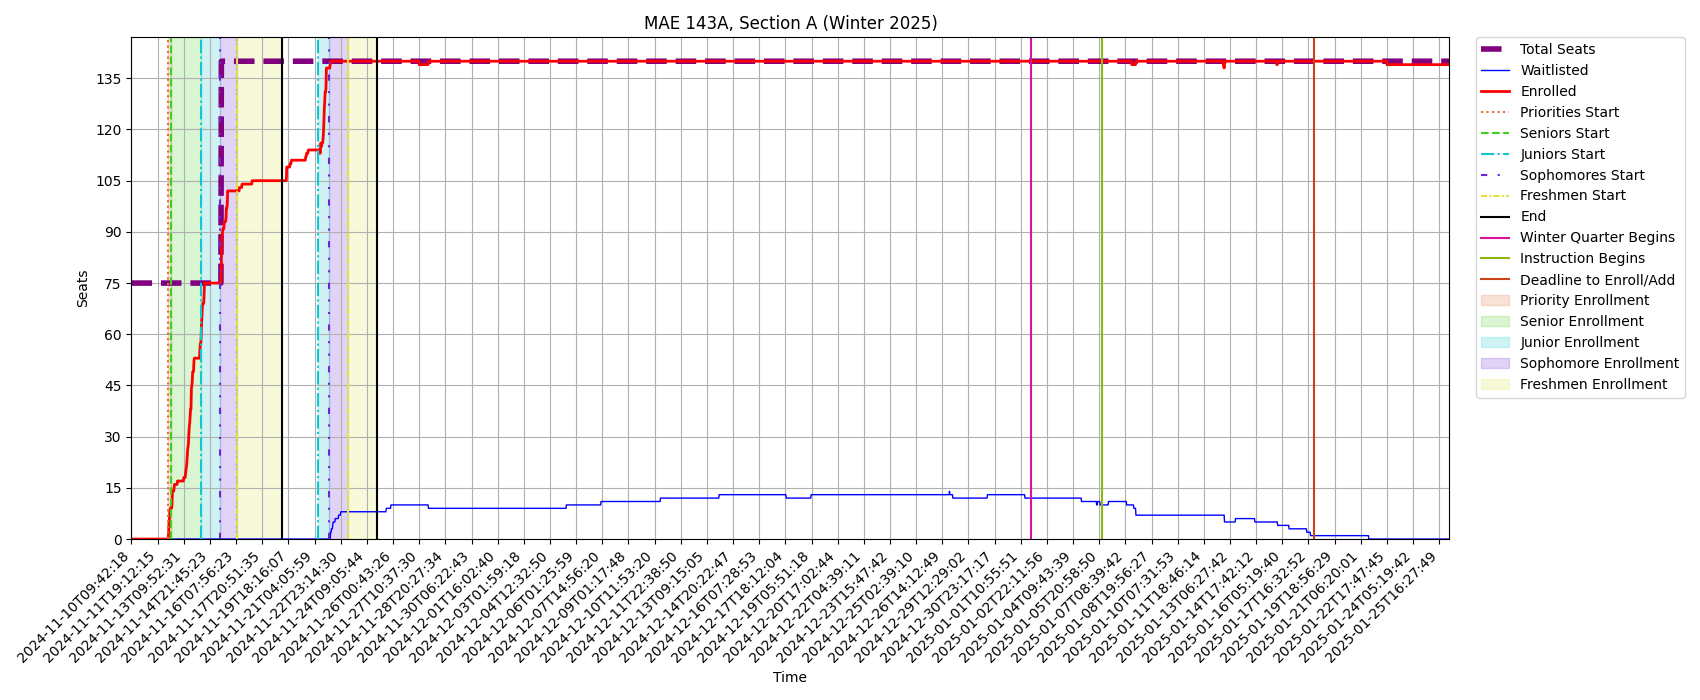 MAE 143A, Section A (Winter 2025)
Seats
135
120
105
90
75
60
45
30
15
0
2024-11-10T09:42:18
2024-11-11T19:12:15
2024-11-13T09:52:31
2024-11-14T21:45:23
2024-11-16T07:56:23
2024-11-17T20:51:35
2024-11-19T18:16:07
2024-11-21T04:05:59
2024-11-22T23:14:30
2024-11-24T09:05:44
2024-11-26T00:43:26
2024-11-27T10:37:30
2024-11-28T20:27:34
2024-11-30T06:22:43
2024-12-01T16:02:40
2024-12-03T01:59:18
2024-12-04T12:32:50
2024-12-06T01:25:59
2024-12-07T14:56:20
2024-12-09T01:17:48
2024-12-10T11:53:20
2024-12-11T22:38:50
2024-12-13T09:15:05
2024-12-14T20:22:47
2024-12-16T07:28:53
2024-12-17T18:12:04
2024-12-19T05:51:18
2024-12-20T17:02:44
2024-12-22T04:39:11
2024-12-23T15:47:42
2024-12-25T02:39:10
2024-12-26T14:12:49
2024-12-29T12:29:02
2024-12-30T23:17:17
2025-01-01T10:55:51
2025-01-02T22:11:56
2025-01-04T09:43:39
2025-01-05T20:58:50
2025-01-07T08:39:42
2025-01-08T19:56:27
2025-01-10T07:31:53
2025-01-11T18:46:14
2025-01-13T06:27:42
2025-01-14T17:42:12
2025-01-16T05:19:40
2025-01-17T16:32:52
2025-01-19T18:56:29
2025-01-21T06:20:01
2025-01-22T17:47:45
2025-01-24T05:19:42
2025-01-25T16:27:49
Time
Total Seats
Waitlisted
Enrolled
Priorities Start
Seniors Start
Juniors Start
Sophomores Start
Freshmen Start
End
Winter Quarter Begins
Instruction Begins
Deadline to Enroll/Add
Priority Enrollment
Senior Enrollment
Junior Enrollment
Sophomore Enrollment
Freshmen Enrollment